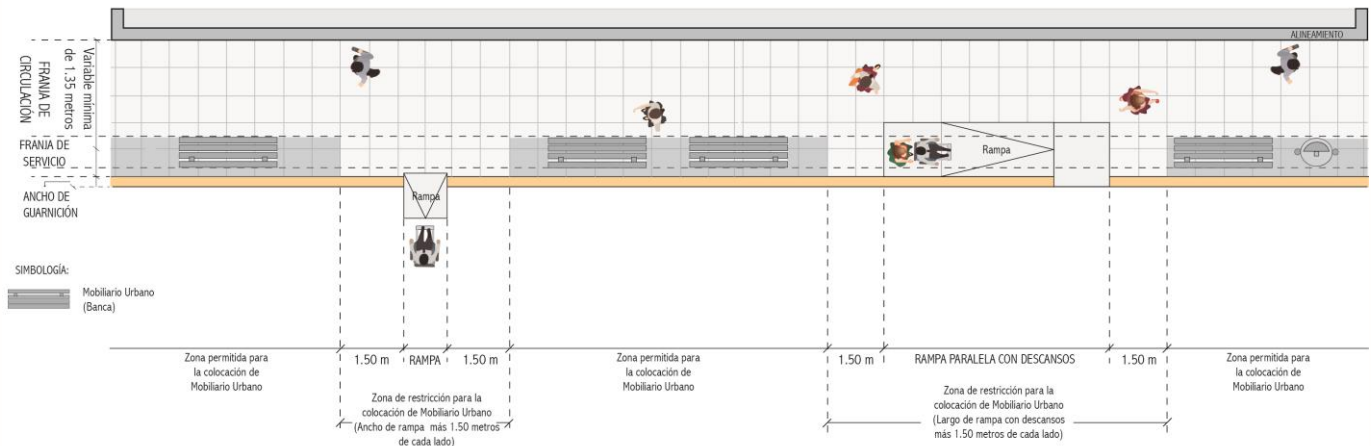 ALINEAMIENTO
Variable mínima
de 1.35 metros
FRANJA DE
CIRCULACIÓN
FRANJA DE
SERVICIO
ANCHO DE
GUARNICIÓN
Rampa
Rampa
SIMBOLOGÍA:
Mobiliario Urbano
(Banca)
Zona permitida para
la colocación de
Mobiliario Urbano
1.50 m
RAMPA
1.50 m
Zona de restricción para la
colocación de Mobiliario Urbano
(Ancho de rampa más 1.50 metros
de cada lado)
Zona permitida para
la colocación de
Mobiliario Urbano
1.50 m
RAMPA PARALELA CON DESCANSOS
1.50 m
Zona de restricción para la
colocación de Mobiliario Urbano
(Largo de rampa con descansos
más 1.50 metros de cada lado)
Zona permitida para
la colocación de
Mobiliario Urbano